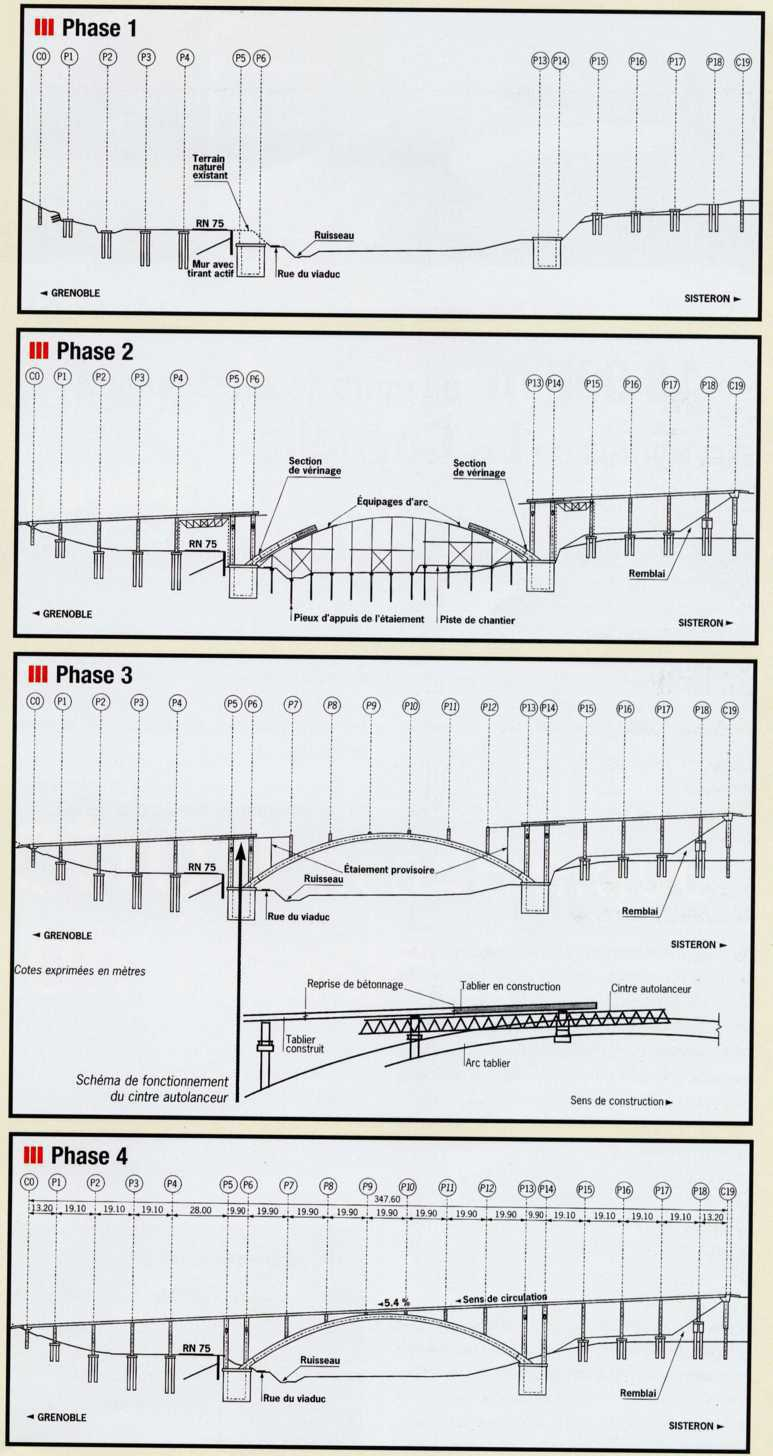 Phase 1
C0 P1 P2 P3 P4 P5 P6 P13 P14 P15 P16 P17 P18 C19
Terrain
naturel
existant
RN 75
Ruisseau
Mur avec
tirant actif
Rue du viaduc
◄ GRENOBLE
SISTERON ►
Phase 2
C0 P1 P2 P3 P4 P5 P6 P13 P14 P15 P16 P17 P18 C19
Section
de vérinage
Section
de vérinage
Équipages d'arc
RN 75
Remblai
◄ GRENOBLE
Pieux d'appuis de l'étaiement
Piste de chantier
SISTERON ►
Phase 3
C0 P1 P2 P3 P4 P5 P6 P7 P8 P9 P10 P11 P12 P13 P14 P15 P16 P17 P18 C19
RN 75
Étaiement provisoire
Ruisseau
Rue du viaduc
Remblai
◄ GRENOBLE
SISTERON ►
Cotes exprimées en mètres
Reprise de bétonnage
Tablier en construction
Cintre autolanceur
Tablier
construit
Arc tablier
Schéma de fonctionnement
du cintre autolanceur
Sens de construction ►
Phase 4
C0 P1 P2 P3 P4 P5 P6 P7 P8 P9 P10 P11 P12 P13 P14 P15 P16 P17 P18 C19
347.60
13.20 19.10 19.10 19.10 28.00 9.90 19.90 19.90 19.90 19.90 19.90 19.90 19.90 9.90 19.10 19.10 19.10 19.10 13.20
◄ 5.4 %
◄ Sens de circulation
RN 75
Ruisseau
Rue du viaduc
Remblai
◄ GRENOBLE
SISTERON ►